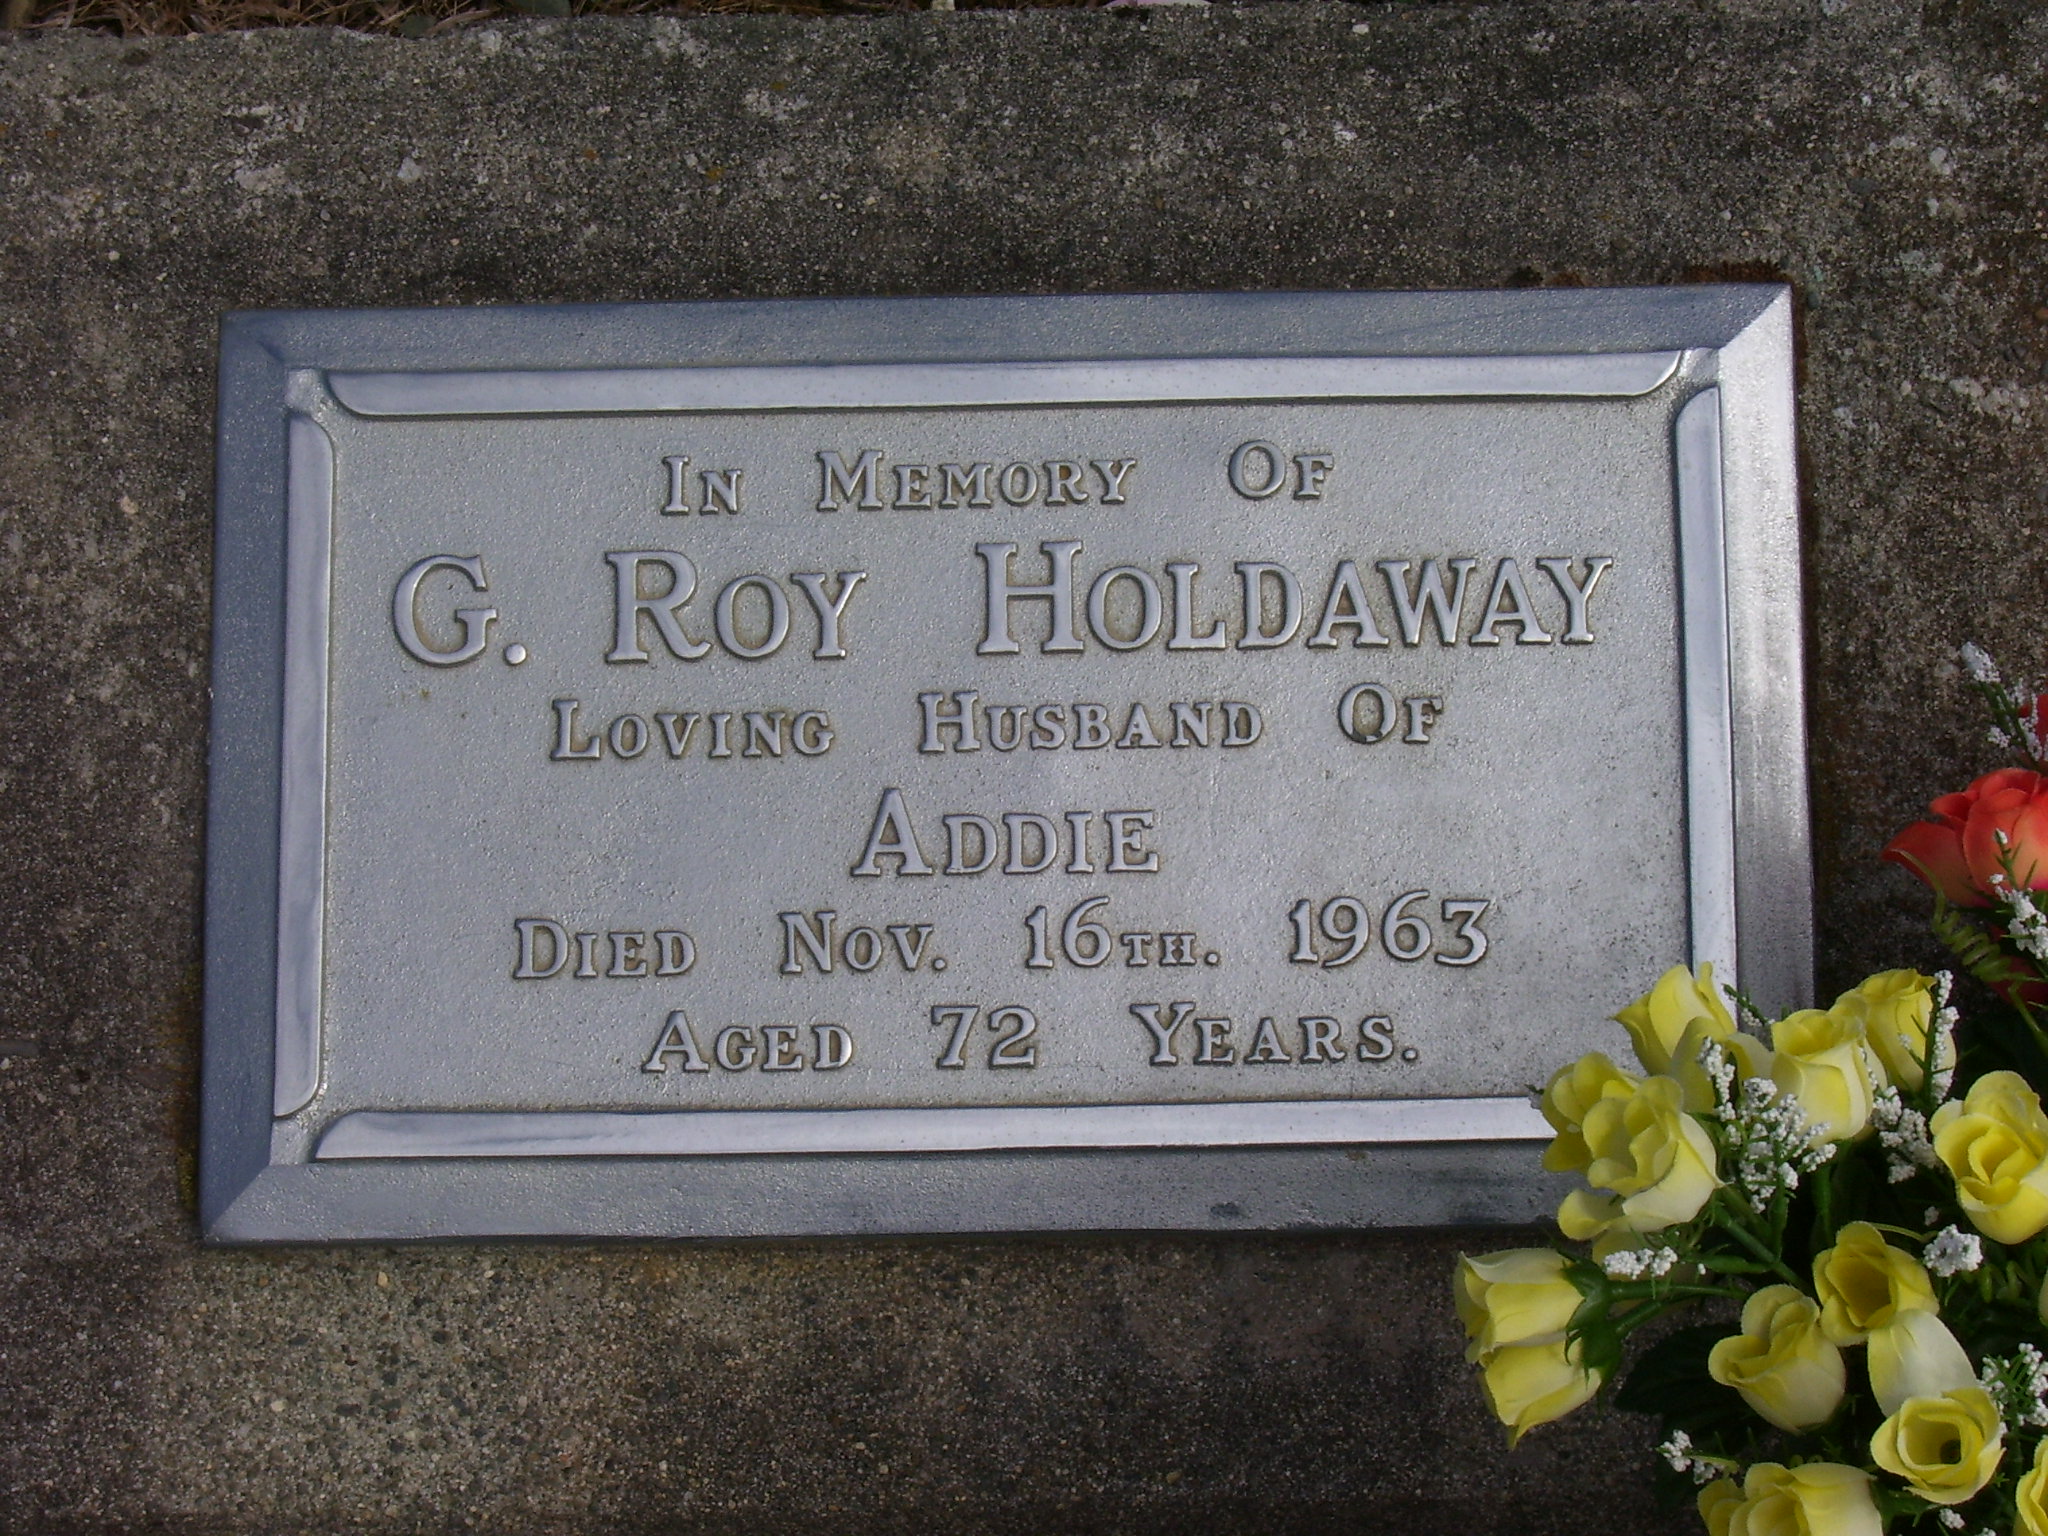 In Memory Of
G. Roy Holdaway
Loving Husband Of
Addie
Died Nov. 16th. 1963
Aged 72 Years.